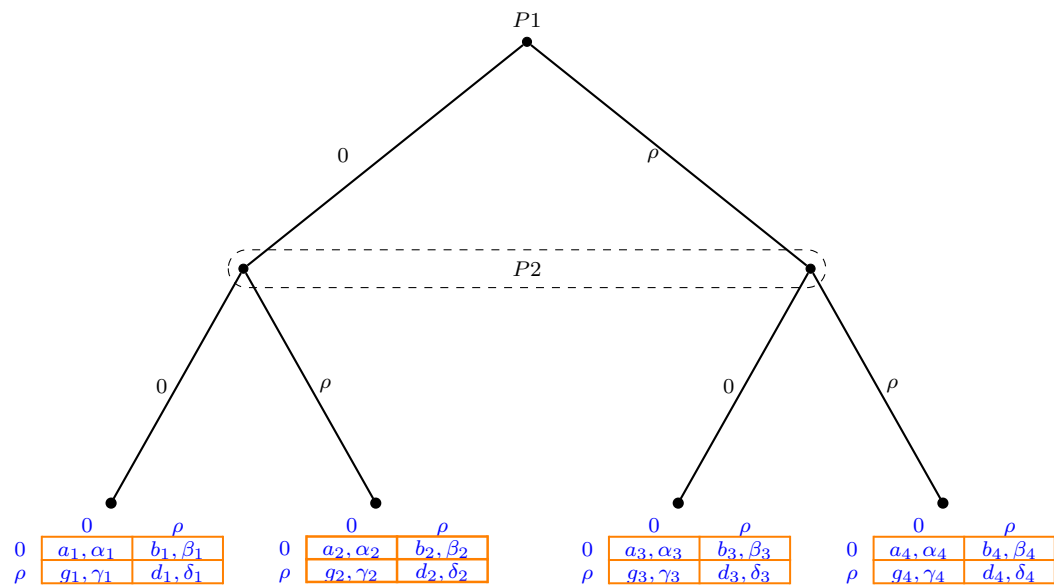 P1
0 ρ
P2
0 ρ 0 ρ
0 ρ 0 ρ 0 ρ 0 ρ
0 a₁, α₁ b₁, β₁ 0 a₂, α₂ b₂, β₂ 0 a₃, α₃ b₃, β₃ 0 a₄, α₄ b₄, β₄
ρ g₁, γ₁ d₁, δ₁ ρ g₂, γ₂ d₂, δ₂ ρ g₃, γ₃ d₃, δ₃ ρ g₄, γ₄ d₄, δ₄